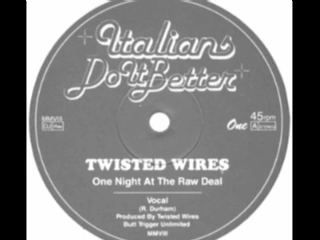 Italians
Do It Better
MMVIII
One
45rpm
A
TWISTED WIRES
One Night At The Raw Deal
Vocal
(R. Durham)
Produced By Twisted Wires
Butt Trigger Unlimited
MMVIII